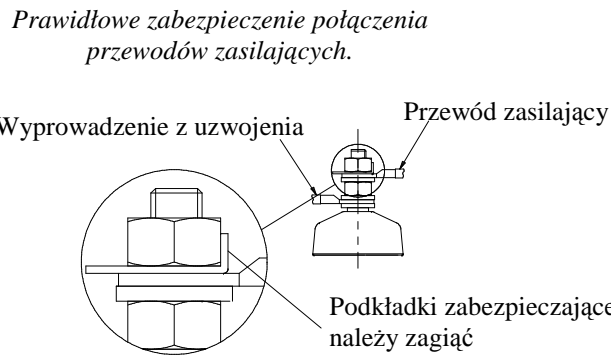 Prawidłowe zabezpieczenie połączenia
przewodów zasilających.
Wyprowadzenie z uzwojenia
Przewód zasilający
Podkładki zabezpieczające
należy zagiąć